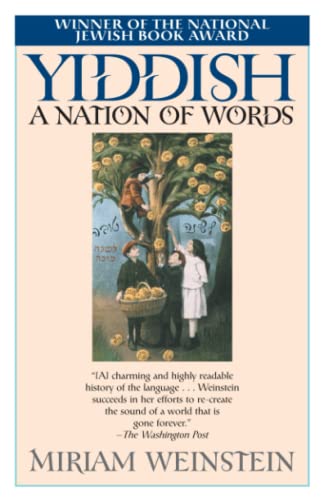 WINNER OF THE NATIONAL
JEWISH BOOK AWARD
YIDDISH
A NATION OF WORDS
לשנה
טובה
“[A] charming and highly readable
history of the language . . . Weinstein
succeeds in her efforts to re-create
the sound of a world that is
gone forever.”
–The Washington Post
MIRIAM WEINSTEIN